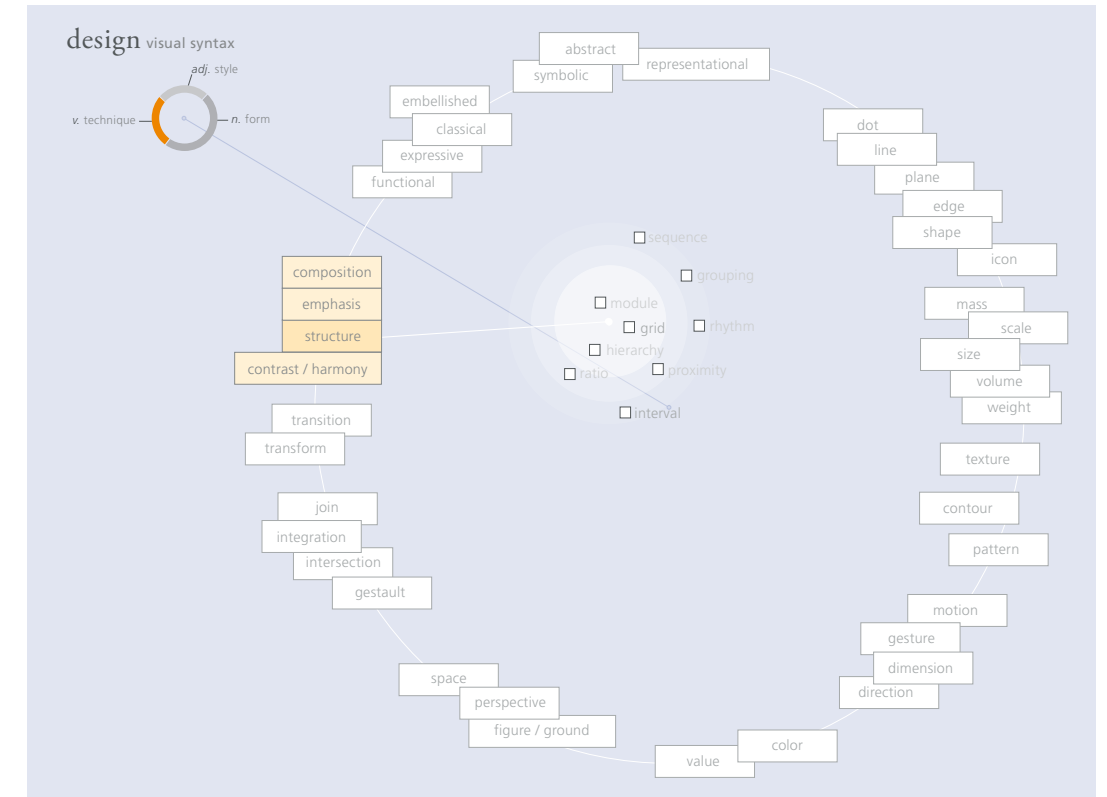 design visual syntax
adj. style
v. technique
n. form
abstract
representational
symbolic
embellished
classical
expressive
functional
dot
line
plane
edge
shape
icon
composition
emphasis
structure
contrast / harmony
sequence
grouping
module
grid
rhythm
hierarchy
ratio
proximity
interval
mass
scale
size
volume
weight
transition
transform
texture
join
integration
intersection
gestault
contour
pattern
motion
gesture
dimension
direction
space
perspective
figure / ground
value
color